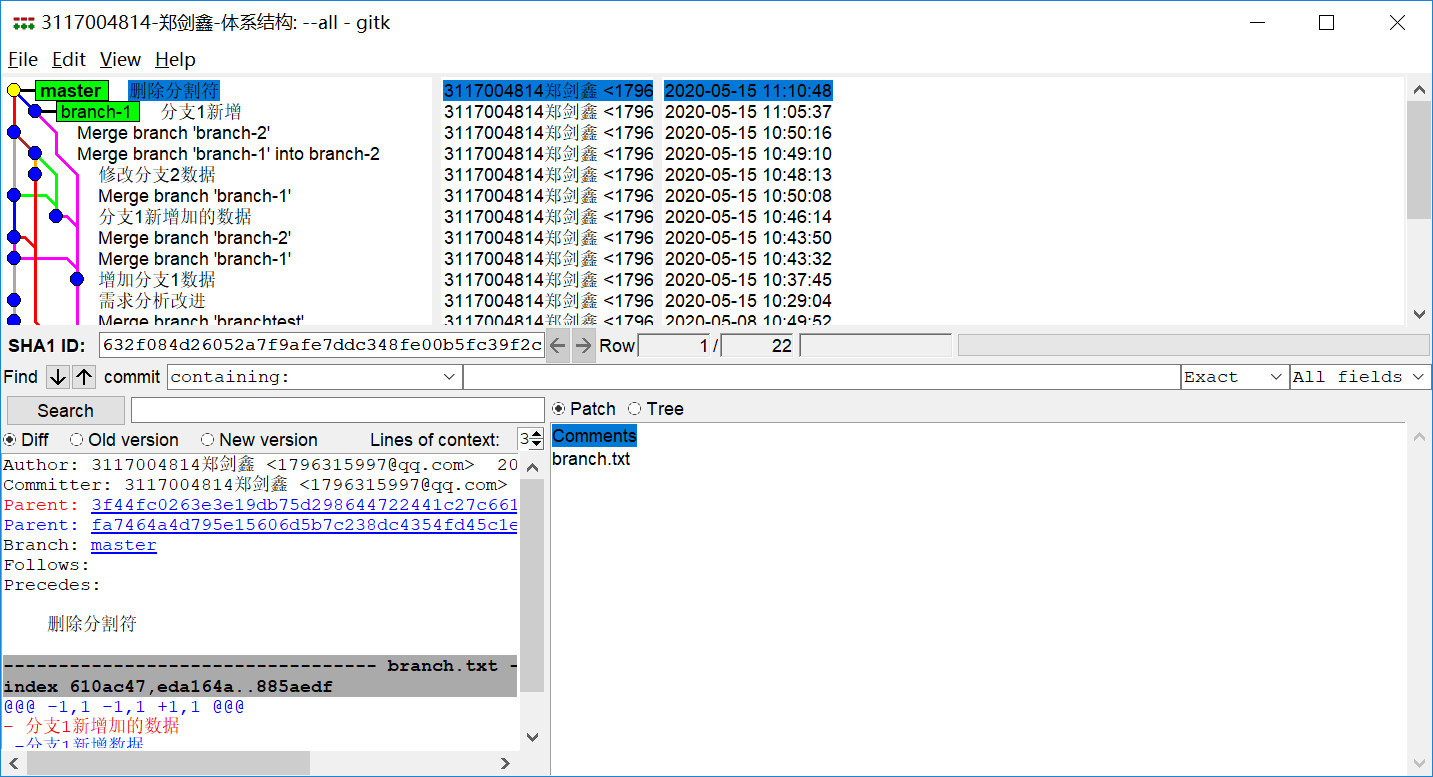 3117004814-郑剑鑫-体系结构: --all - gitk
File Edit View Help
master 删除分割符 3117004814郑剑鑫 <1796 2020-05-15 11:10:48
branch-1 分支1新增 3117004814郑剑鑫 <1796 2020-05-15 11:05:37
Merge branch 'branch-2' 3117004814郑剑鑫 <1796 2020-05-15 10:50:16
Merge branch 'branch-1' into branch-2 3117004814郑剑鑫 <1796 2020-05-15 10:49:10
修改分支2数据 3117004814郑剑鑫 <1796 2020-05-15 10:48:13
Merge branch 'branch-1' 3117004814郑剑鑫 <1796 2020-05-15 10:50:08
分支1新增加的数据 3117004814郑剑鑫 <1796 2020-05-15 10:46:14
Merge branch 'branch-2' 3117004814郑剑鑫 <1796 2020-05-15 10:43:50
Merge branch 'branch-1' 3117004814郑剑鑫 <1796 2020-05-15 10:43:32
增加分支1数据 3117004814郑剑鑫 <1796 2020-05-15 10:37:45
需求分析改进 3117004814郑剑鑫 <1796 2020-05-15 10:29:04
Merge branch 'branchtest' 3117004814郑剑鑫 <1796 2020-05-08 10:49:52
SHA1 ID: 632f084d26052a7f9afe7ddc348fe00b5fc39f2c Row 1 / 22
Find commit containing: Exact All fields
Search Patch Tree
Diff Old version New version Lines of context: 3
Comments
branch.txt
Author: 3117004814郑剑鑫 <1796315997@qq.com> 20
Committer: 3117004814郑剑鑫 <1796315997@qq.com>
Parent: 3f44fc0263e3e19db75d298644722441c27c661
Parent: fa7464a4d795e15606d5b7c238dc4354fd45c1e
Branch: master
Follows:
Precedes:
删除分割符
---------------------------------- branch.txt -
index 610ac47,eda164a..885aedf
@@@ -1,1 -1,1 +1,1 @@@
- 分支1新增加的数据
-分支1新增数据